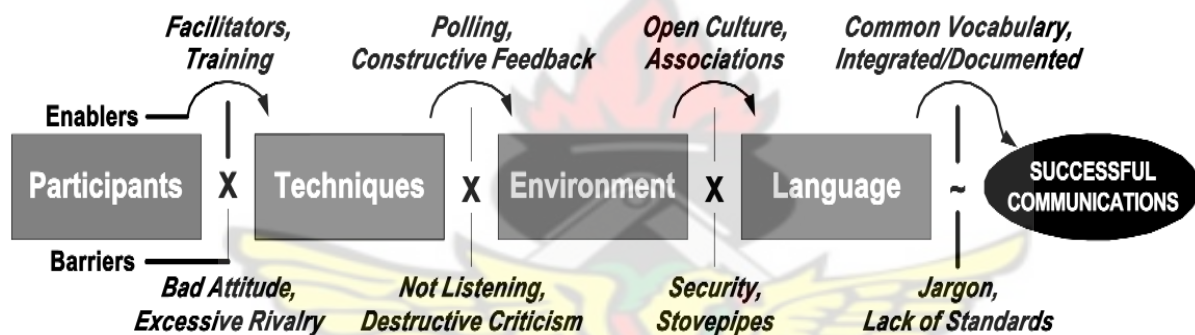 Facilitators,
Training
Polling,
Constructive Feedback
Open Culture,
Associations
Common Vocabulary,
Integrated/Documented
Enablers
Participants X Techniques X Environment X Language ~ SUCCESSFUL
COMMUNICATIONS
Barriers
Bad Attitude,
Excessive Rivalry
Not Listening,
Destructive Criticism
Security,
Stovepipes
Jargon,
Lack of Standards